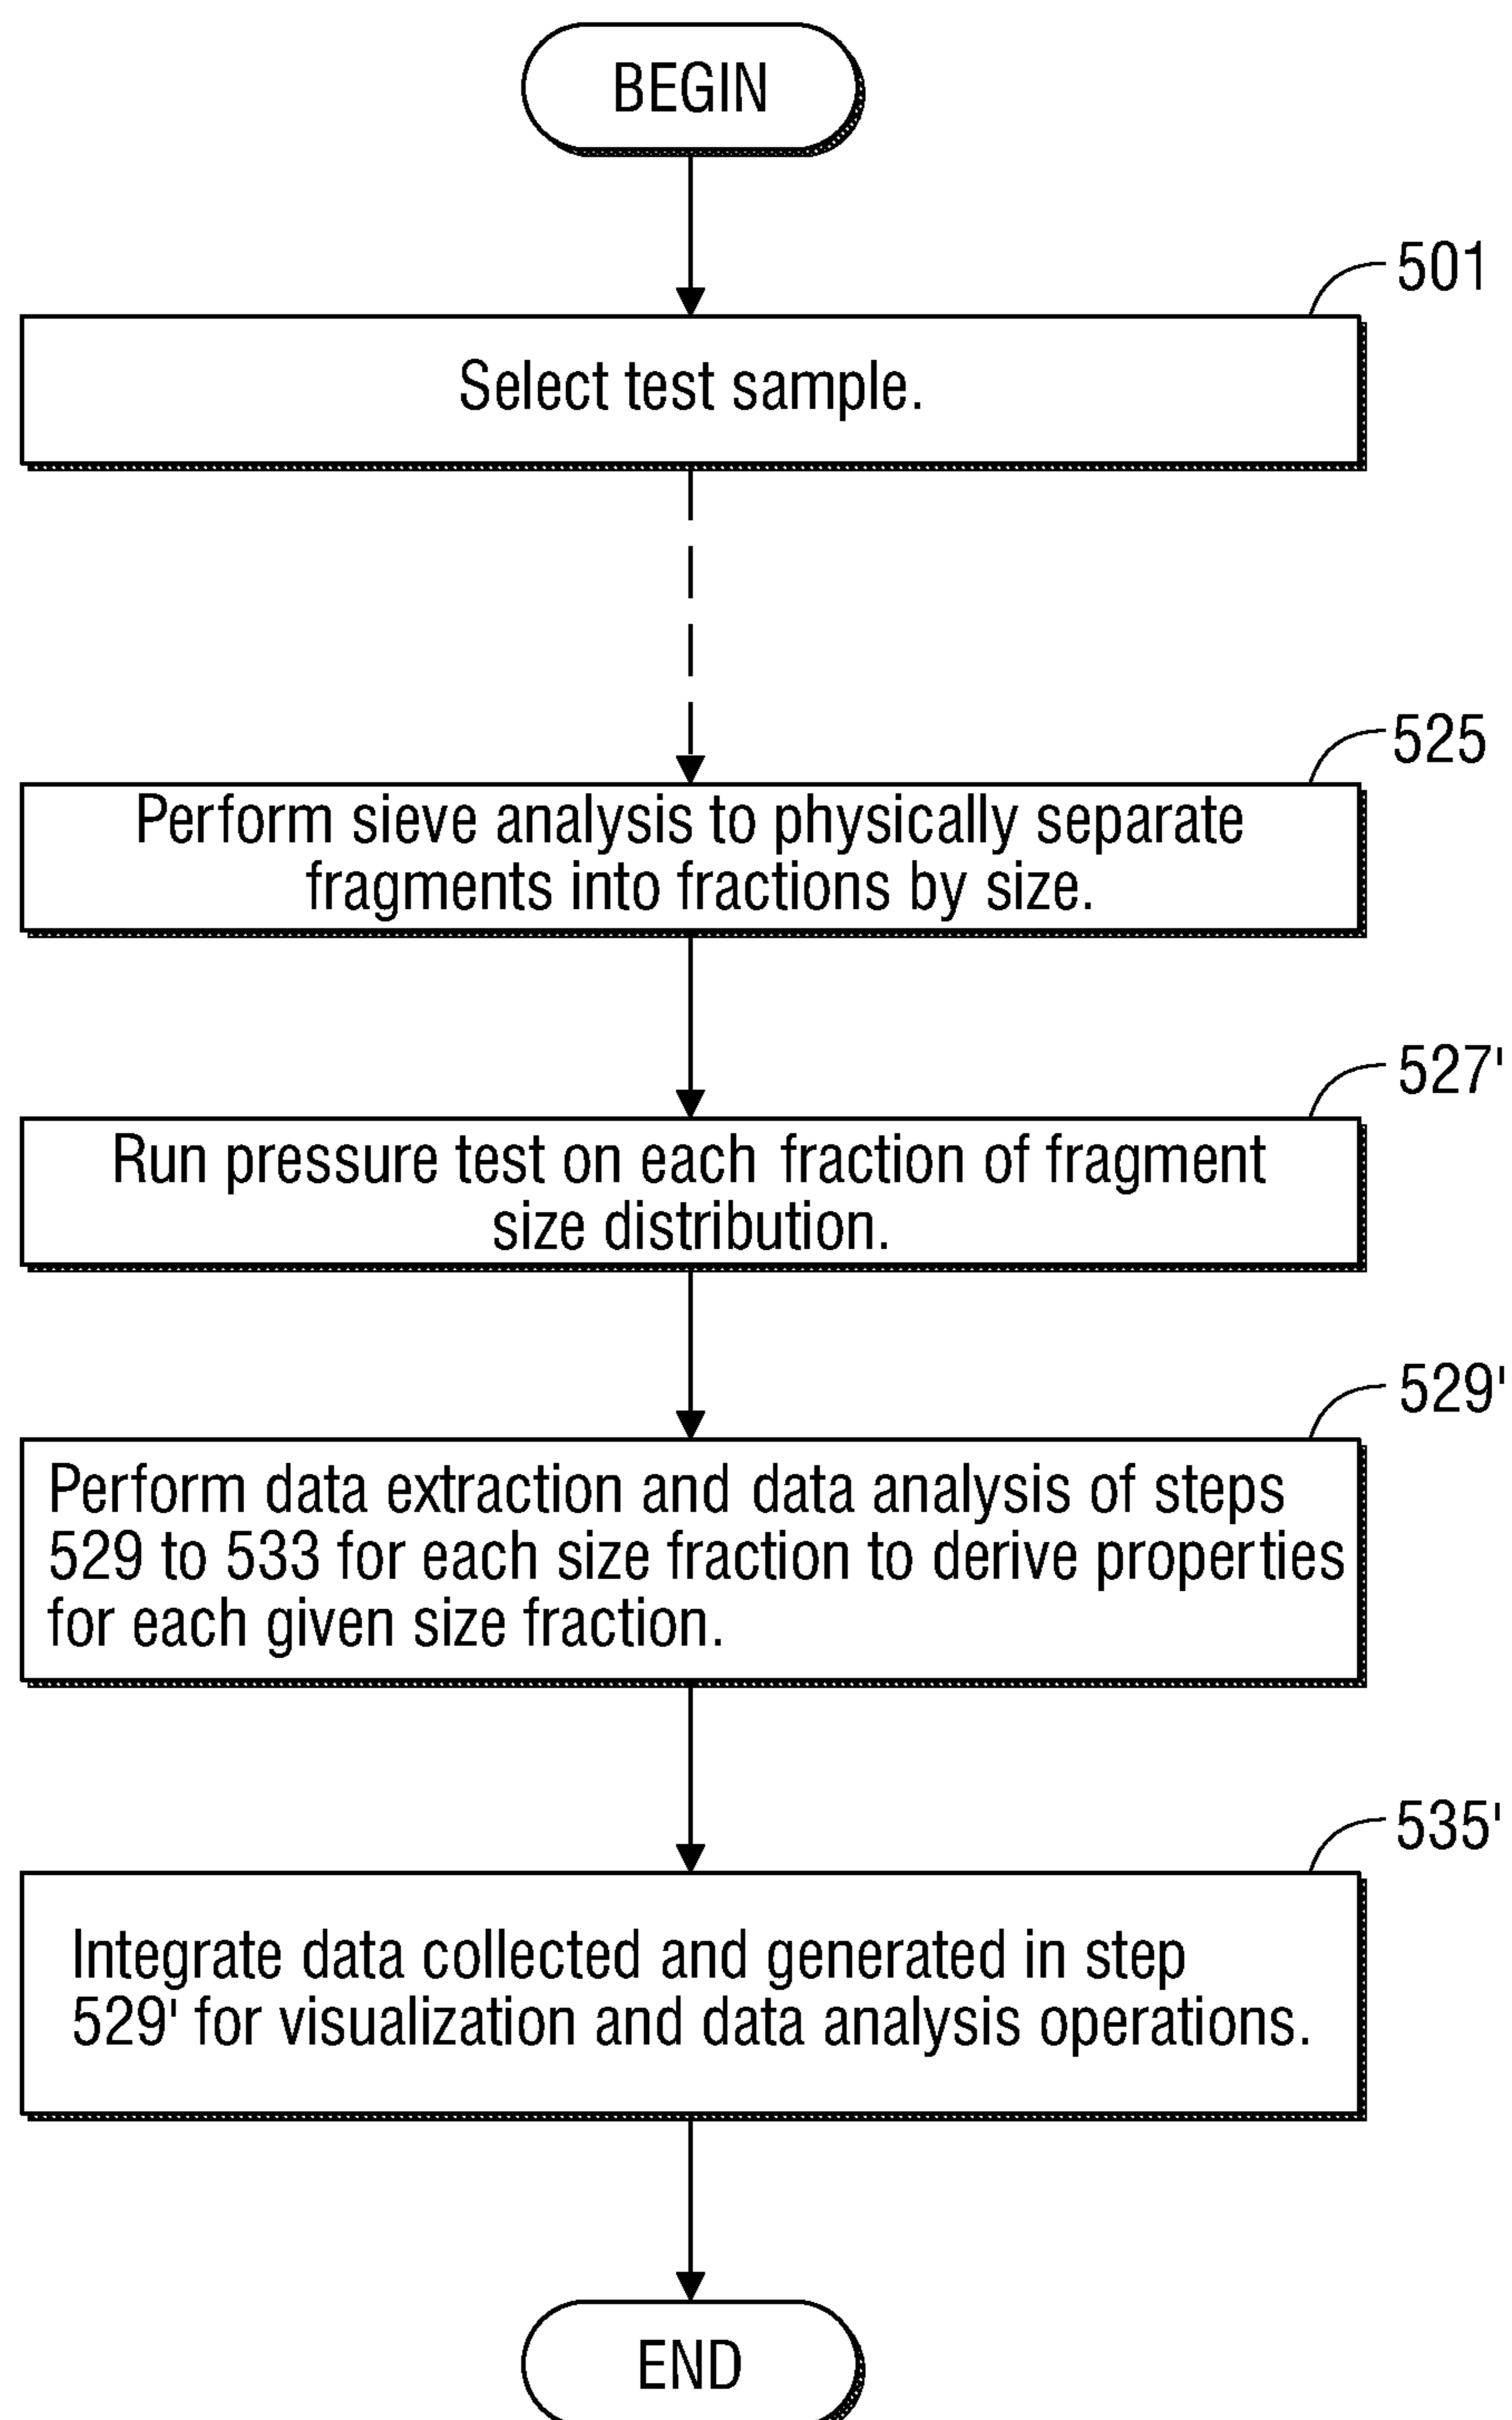 BEGIN
501
Select test sample.
525
Perform sieve analysis to physically separate
fragments into fractions by size.
527'
Run pressure test on each fraction of fragment
size distribution.
529'
Perform data extraction and data analysis of steps
529 to 533 for each size fraction to derive properties
for each given size fraction.
535'
Integrate data collected and generated in step
529' for visualization and data analysis operations.
END